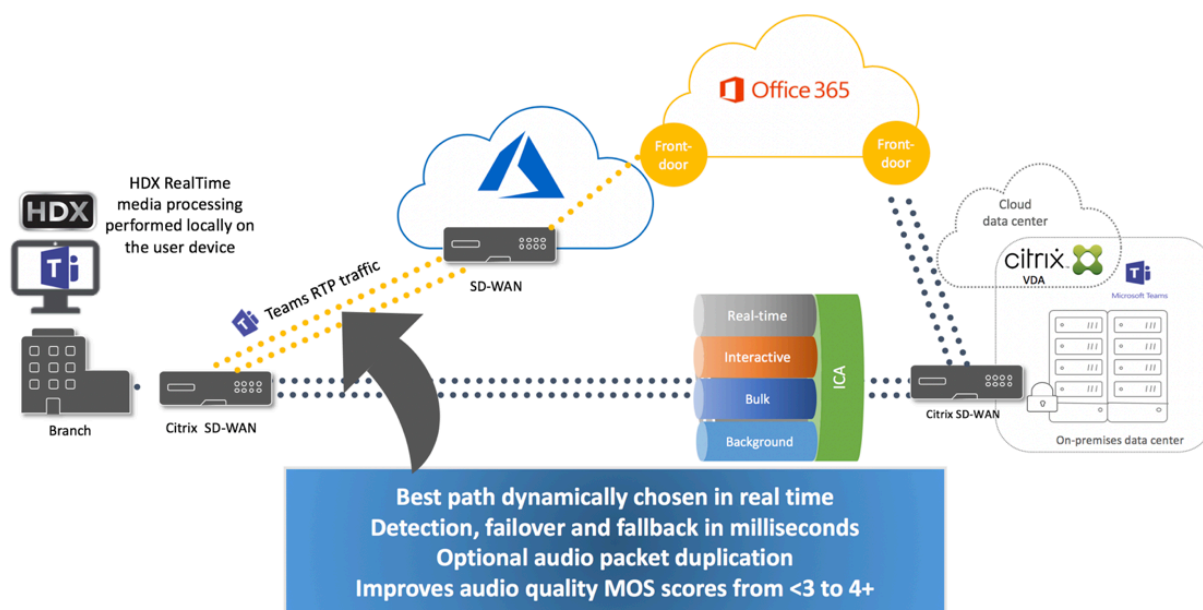 Office 365
Front-
door
Front-
door
HDX
HDX RealTime
media processing
performed locally on
the user device
T
SD-WAN
Cloud
data center
citrix
VDA
T
Microsoft Teams
T
Teams RTP traffic
Real-time
Interactive
Bulk
Background
ICA
Branch
Citrix SD-WAN
Citrix SD-WAN
On-premises data center
Best path dynamically chosen in real time
Detection, failover and fallback in milliseconds
Optional audio packet duplication
Improves audio quality MOS scores from <3 to 4+